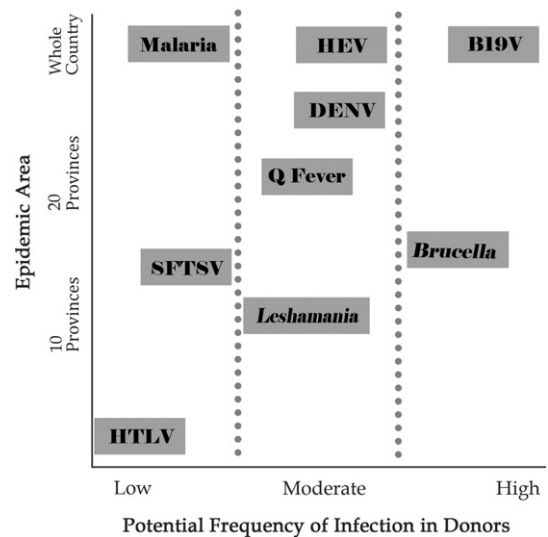 Whole
Country
Malaria
HEV
B19V
DENV
20
Provinces
Q Fever
Epidemic Area
Brucella
SFTSV
10
Provinces
Leshamania
HTLV
Low
Moderate
High
Potential Frequency of Infection in Donors